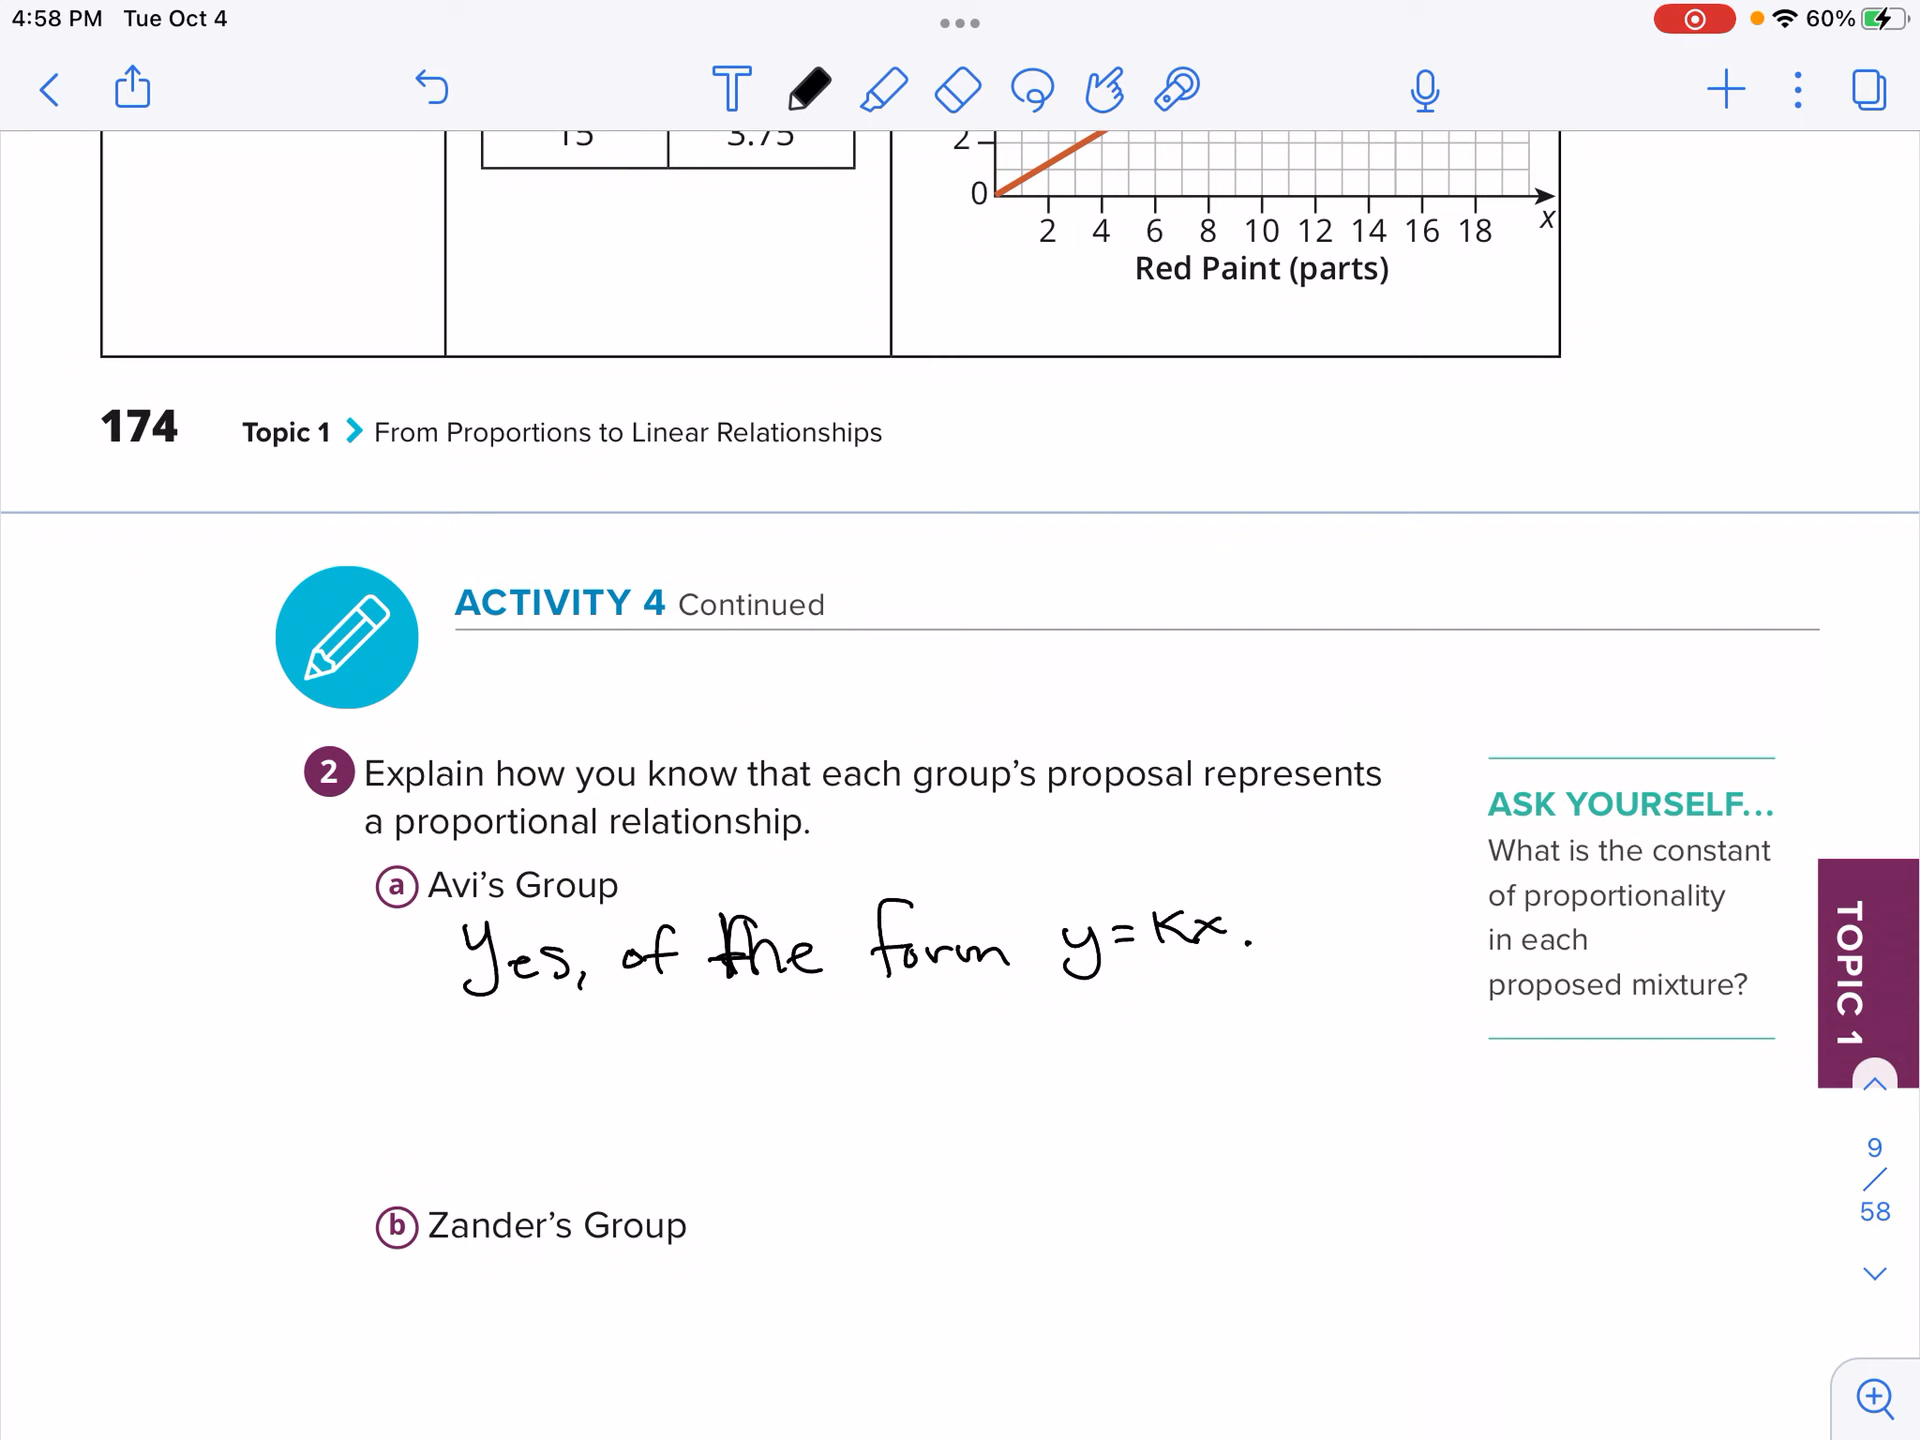 4:58 PM Tue Oct 4
60%
15 3.75
2
0
2 4 6 8 10 12 14 16 18
x
Red Paint (parts)
174 Topic 1 From Proportions to Linear Relationships
ACTIVITY 4 Continued
2 Explain how you know that each group's proposal represents
a proportional relationship.
a Avi's Group
Yes, of the form y = kx.
b Zander's Group
ASK YOURSELF...
What is the constant
of proportionality
in each
proposed mixture?
TOPIC 1
9
/
58